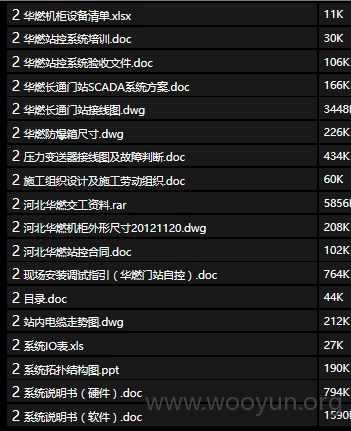 2 华燃机柜设备清单.xlsx 11K
2 华燃站控系统培训.doc 30K
2 华燃站控系统验收文件.doc 106K
2 华燃长通门站SCADA系统方案.doc 166K
2 华燃长通门站接线图.dwg 3448K
2 华燃防爆箱尺寸.dwg 226K
2 压力变送器接线图及故障判断.doc 434K
2 施工组织设计及施工劳动组织.doc 60K
2 河北华燃交工资料.rar 5856K
2 河北华燃机柜外形尺寸20121120.dwg 208K
2 河北华燃站控合同.doc 102K
2 现场安装调试指引（华燃门站自控）.doc 764K
2 目录.doc 44K
2 站内电缆走势图.dwg 212K
2 系统IO表.xls 27K
2 系统拓扑结构图.ppt 190K
2 系统说明书（硬件）.doc 794K
www.wooyun.org
2 系统说明书（软件）.doc 1590K